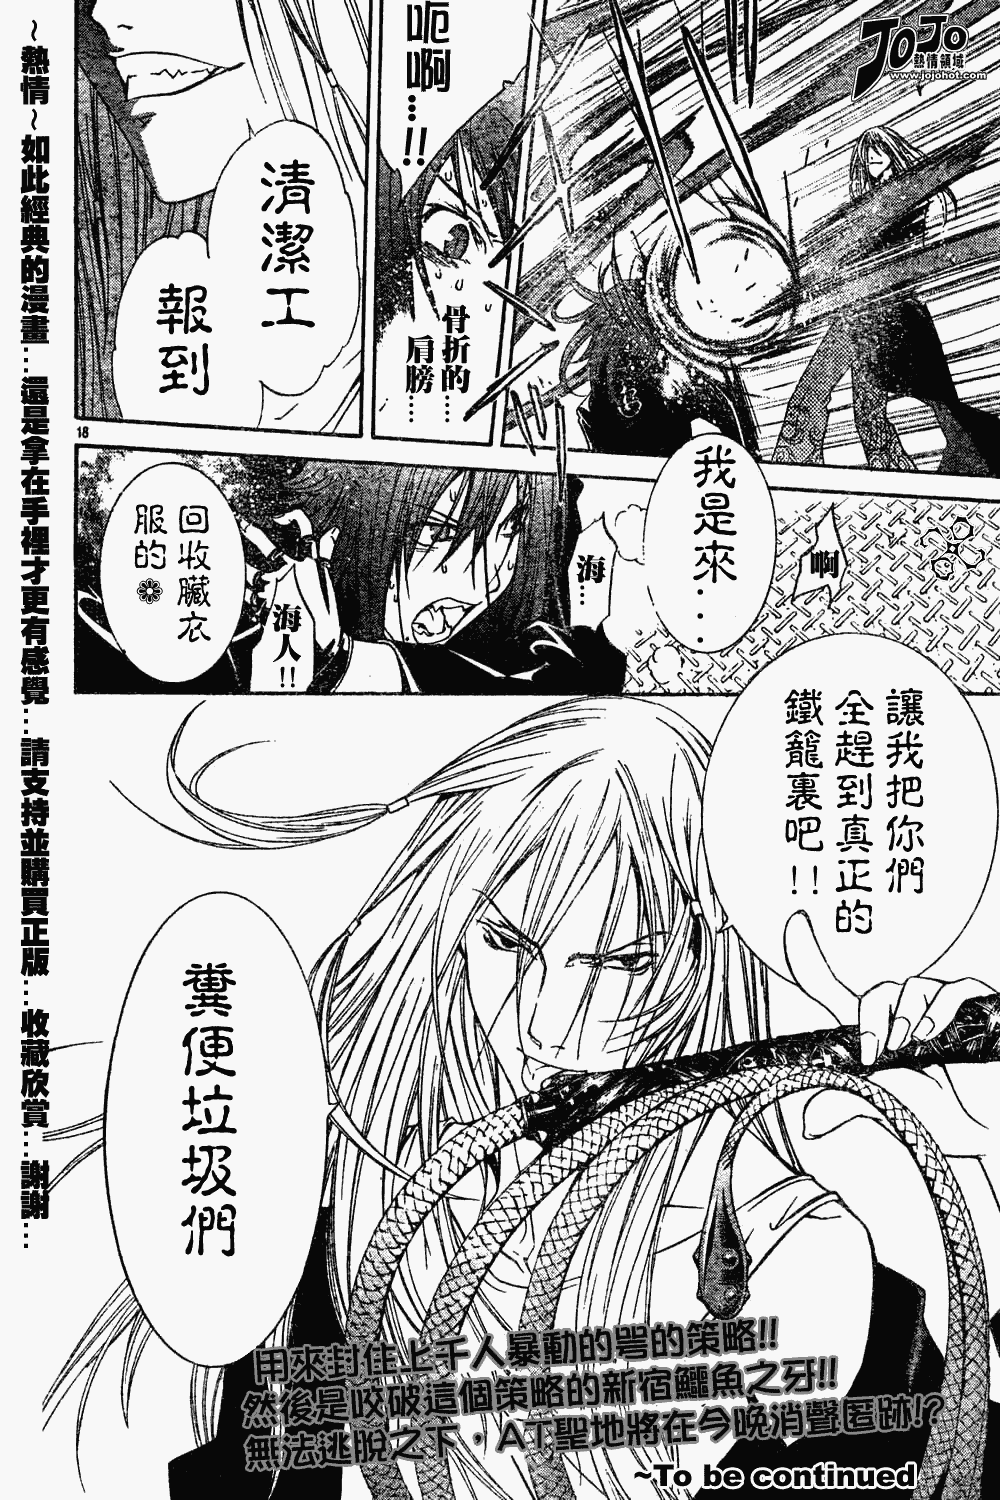 JOJO
熱情領域
www.jojohot.com
呃啊…!!
骨折的……
肩膀……
清潔工
報到
18
啊
我是來...
海…
海人!!
回收臟衣
服的
讓我把你們
全趕到真正的
鐵籠裏吧!!
糞便垃圾們
用來封住上千人暴動的咢的策略!!
然後是咬破這個策略的新宿鱷魚之牙!!
無法逃脫之下，AT聖地將在今晚消聲匿跡!?
~To be continued
~熱情~如此經典的漫畫…還是拿在手裡才更有感覺…請支持並購買正版…收藏欣賞…謝謝…